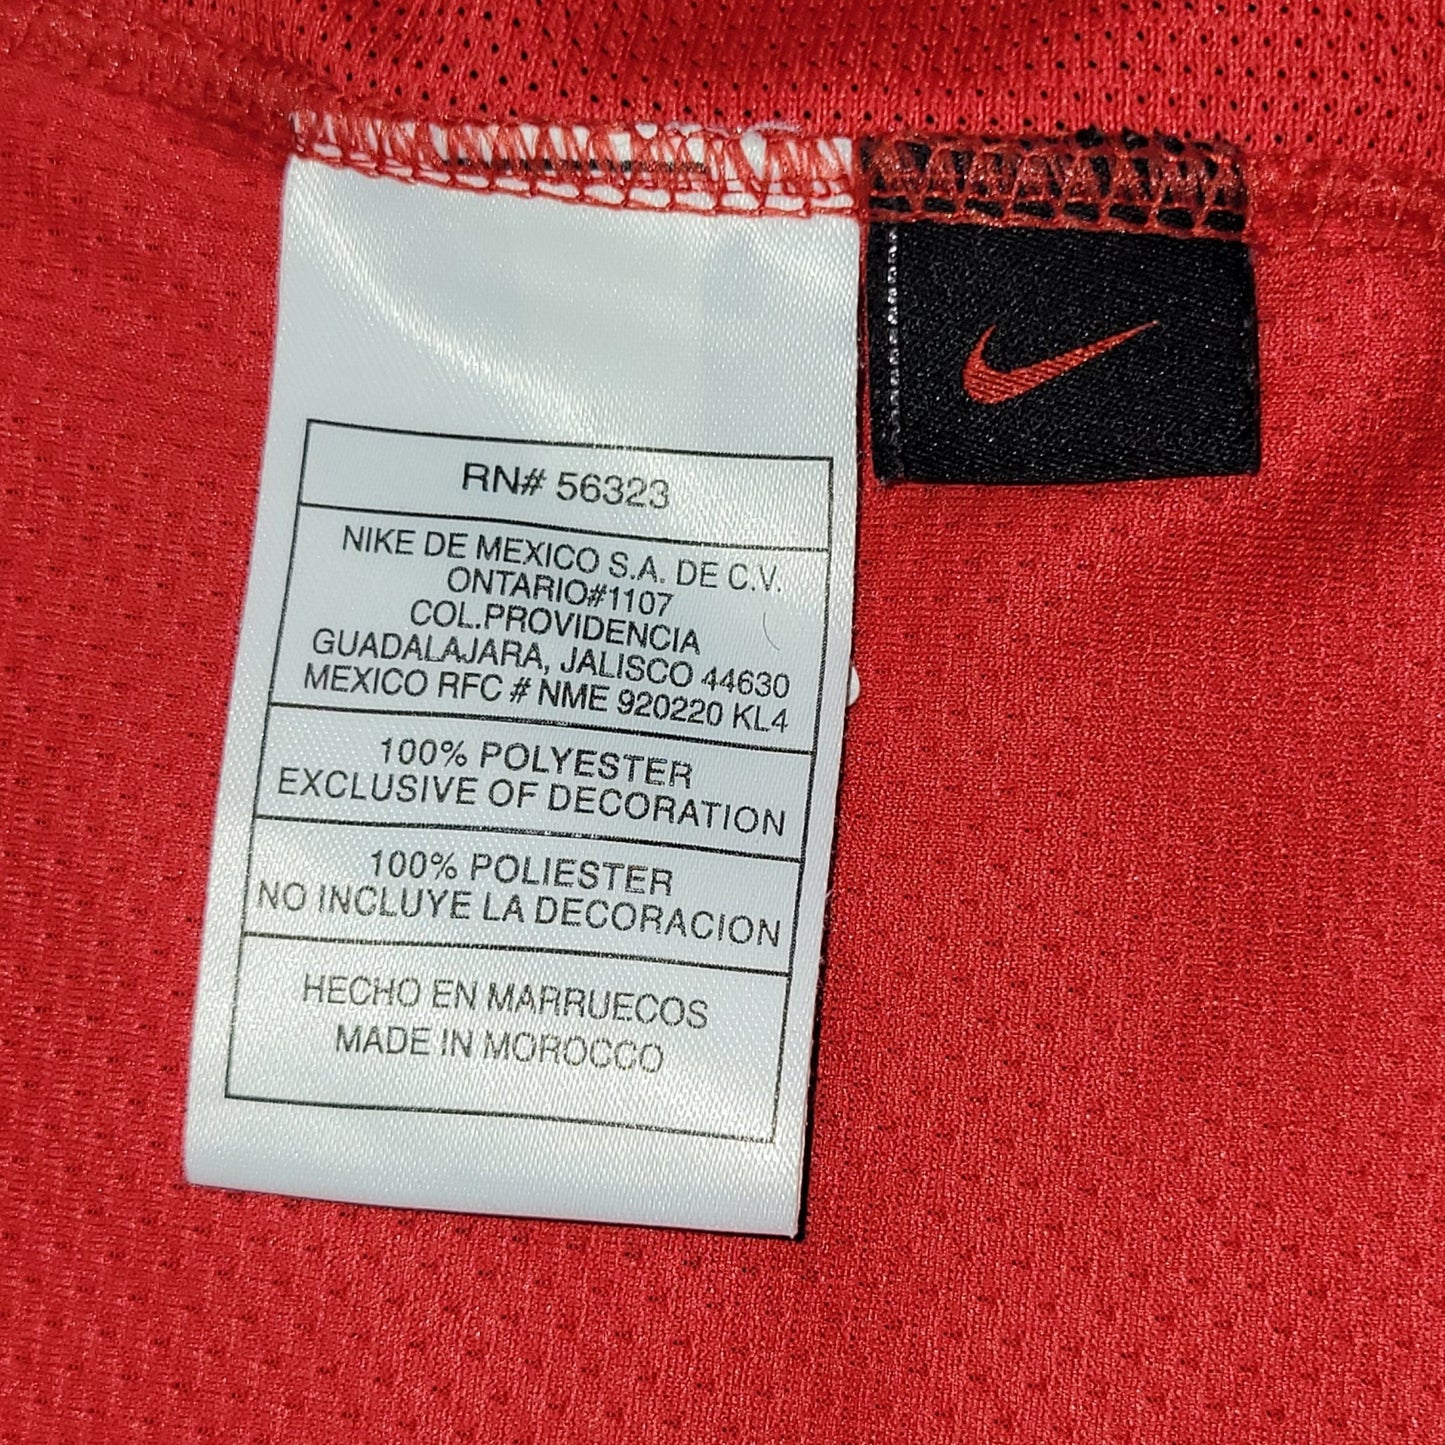 RN# 56323
NIKE DE MEXICO S.A. DE C.V.
ONTARIO#1107
COL.PROVIDENCIA
GUADALAJARA, JALISCO 44630
MEXICO RFC # NME 920220 KL4
100% POLYESTER
EXCLUSIVE OF DECORATION
100% POLIESTER
NO INCLUYE LA DECORACION
HECHO EN MARRUECOS
MADE IN MOROCCO